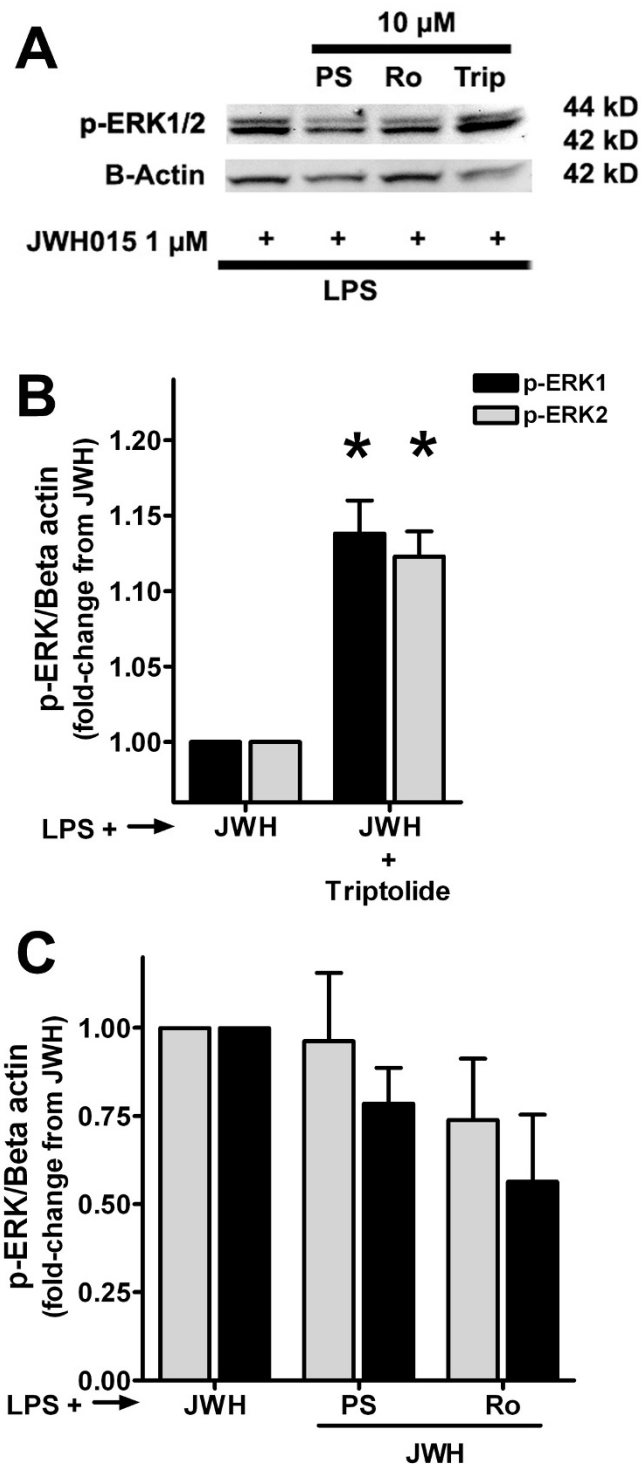 A
10 µM
PS Ro Trip
p-ERK1/2
44 kD
42 kD
B-Actin
42 kD
JWH015 1 µM + + + +
LPS
B
p-ERK1
p-ERK2
p-ERK/Beta actin
(fold-change from JWH)
1.20
1.15
1.10
1.05
1.00
* *
LPS + JWH JWH
+
Triptolide
C
p-ERK/Beta actin
(fold-change from JWH)
1.00
0.75
0.50
0.25
0.00
LPS + JWH PS Ro
JWH